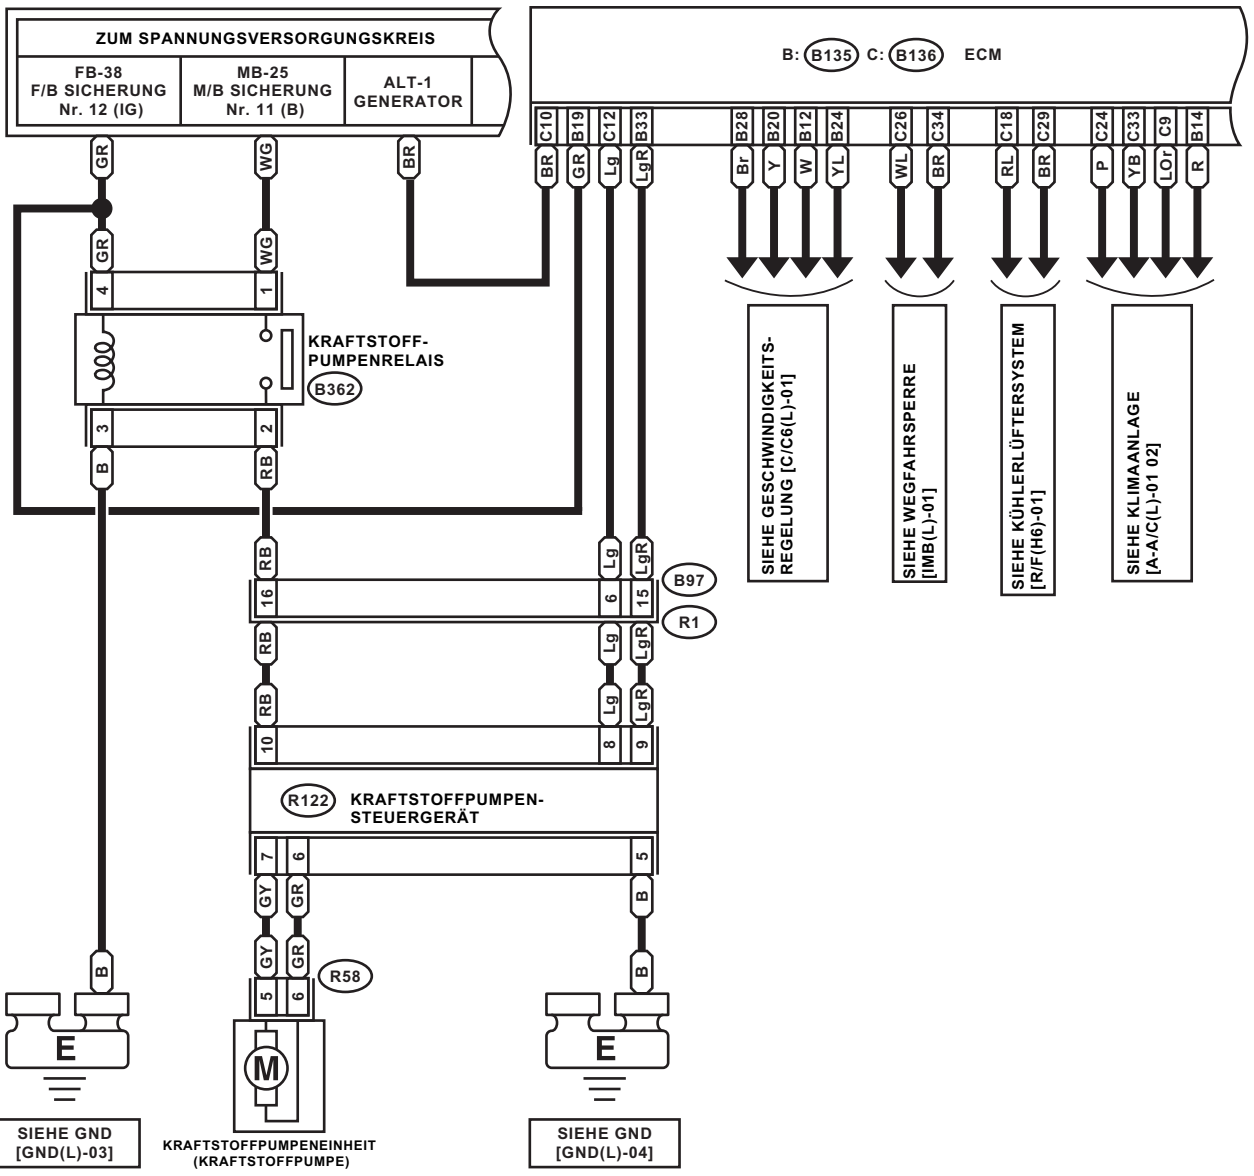 ZUM SPANNUNGSVERSORGUNGSKREIS
FB-38
F/B SICHERUNG
Nr. 12 (IG)
MB-25
M/B SICHERUNG
Nr. 11 (B)
ALT-1
GENERATOR
B: B135 C: B136 ECM
C10 B19 C12 B33 B28 B20 B12 B24 C26 C34 C18 C29 C24 C33 C9 B14
GR WG BR BR GR Lg LgR Br Y W YL WL BR RL BR P YB LOr R
GR WG
4 1
KRAFTSTOFF-
PUMPENRELAIS
B362
3 2
B RB
SIEHE GESCHWINDIGKEITS-
REGELUNG [C/C6(L)-01]
SIEHE WEGFAHRSPERRE
[IMB(L)-01]
SIEHE KÜHLERLÜFTERSYSTEM
[R/F(H6)-01]
SIEHE KLIMAANLAGE
[A-A/C(L)-01 02]
RB Lg LgR
16 6 15
B97
R1
RB Lg LgR
RB Lg LgR
10 8 9
R122
KRAFTSTOFFPUMPEN-
STEUERGERÄT
7 6 5
GY GR B
GY GR
R58
B B
5 6
E
M
E
SIEHE GND
[GND(L)-03]
KRAFTSTOFFPUMPENEINHEIT
(KRAFTSTOFFPUMPE)
SIEHE GND
[GND(L)-04]